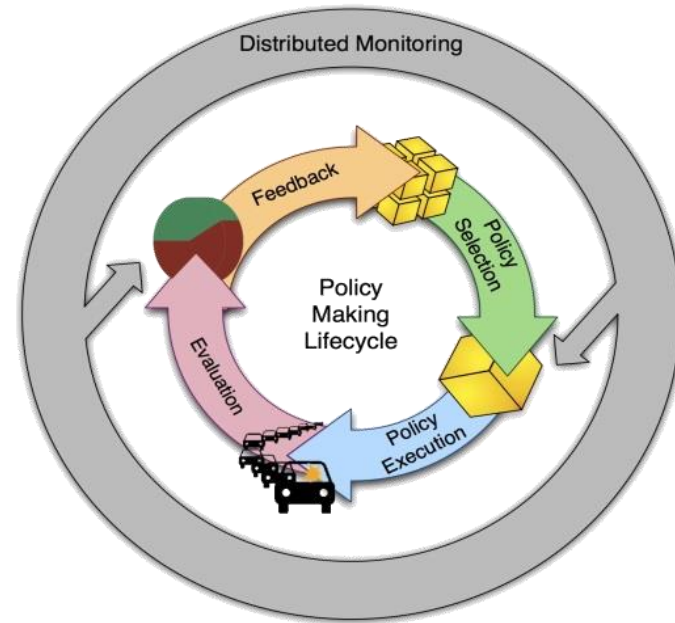 Distributed Monitoring
Feedback
Policy
Selection
Policy
Making
Lifecycle
Evaluation
Policy
Execution